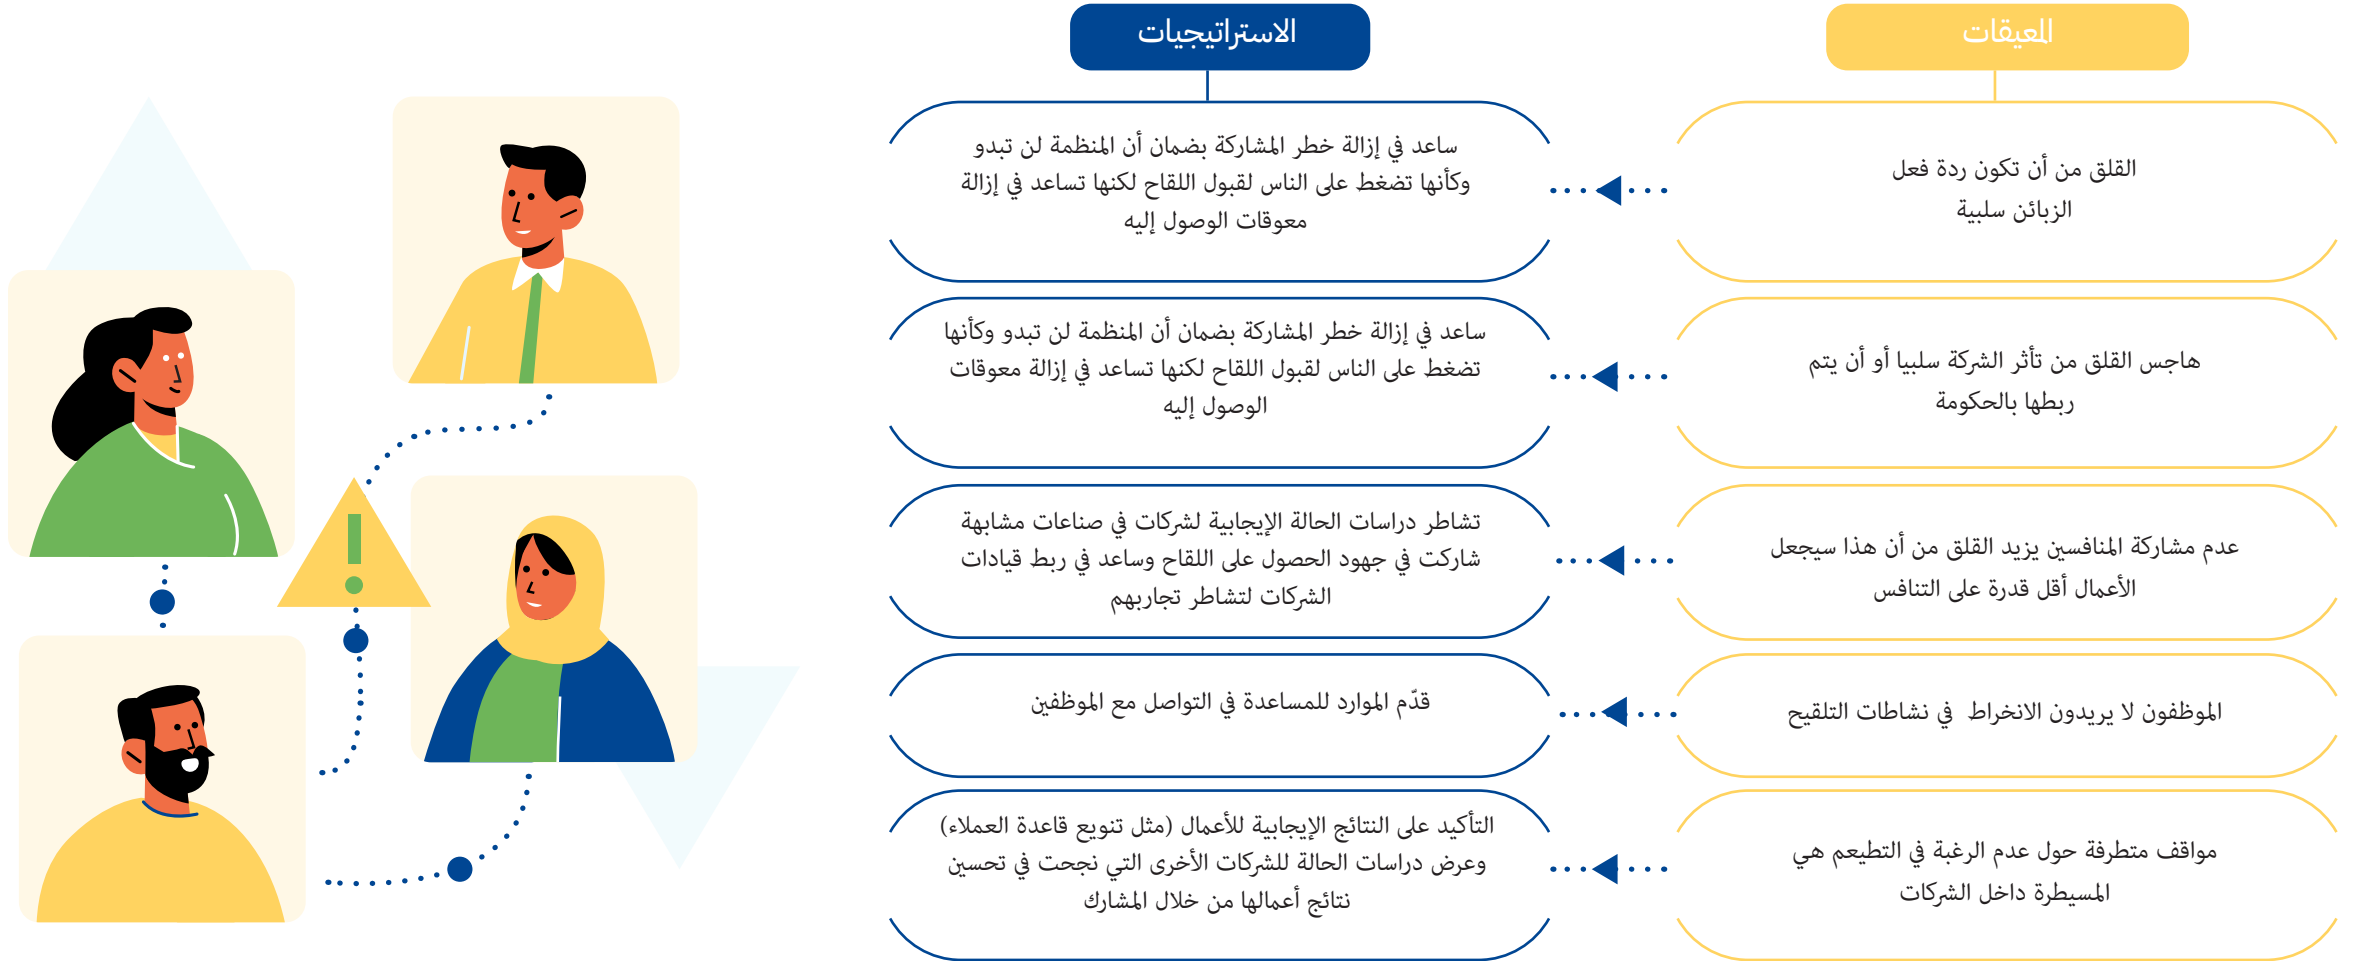 المعيقات
الاستراتيجيات
القلق من أن تكون ردة فعل
الزبائن سلبية
ساعد في إزالة خطر المشاركة بضمان أن المنظمة لن تبدو
وكأنها تضغط على الناس لقبول اللقاح لكنها تساعد في إزالة
معوقات الوصول إليه
هاجس القلق من تأثر الشركة سلبيا أو أن يتم
ربطها بالحكومة
ساعد في إزالة خطر المشاركة بضمان أن المنظمة لن تبدو وكأنها
تضغط على الناس لقبول اللقاح لكنها تساعد في إزالة معوقات
الوصول إليه
عدم مشاركة المنافسين يزيد القلق من أن هذا سيجعل
الأعمال أقل قدرة على التنافس
تشاطر دراسات الحالة الإيجابية لشركات في صناعات مشابهة
شاركت في جهود الحصول على اللقاح وساعد في ربط قيادات
الشركات لتشاطر تجاربهم
الموظفون لا يريدون الانخراط في نشاطات التلقيح
قدّم الموارد للمساعدة في التواصل مع الموظفين
مواقف متطرفة حول عدم الرغبة في التطيعم هي
المسيطرة داخل الشركات
التأكيد على النتائج الإيجابية للأعمال (مثل تنويع قاعدة العملاء)
وعرض دراسات الحالة للشركات الأخرى التي نجحت في تحسين
نتائج أعمالها من خلال المشارك